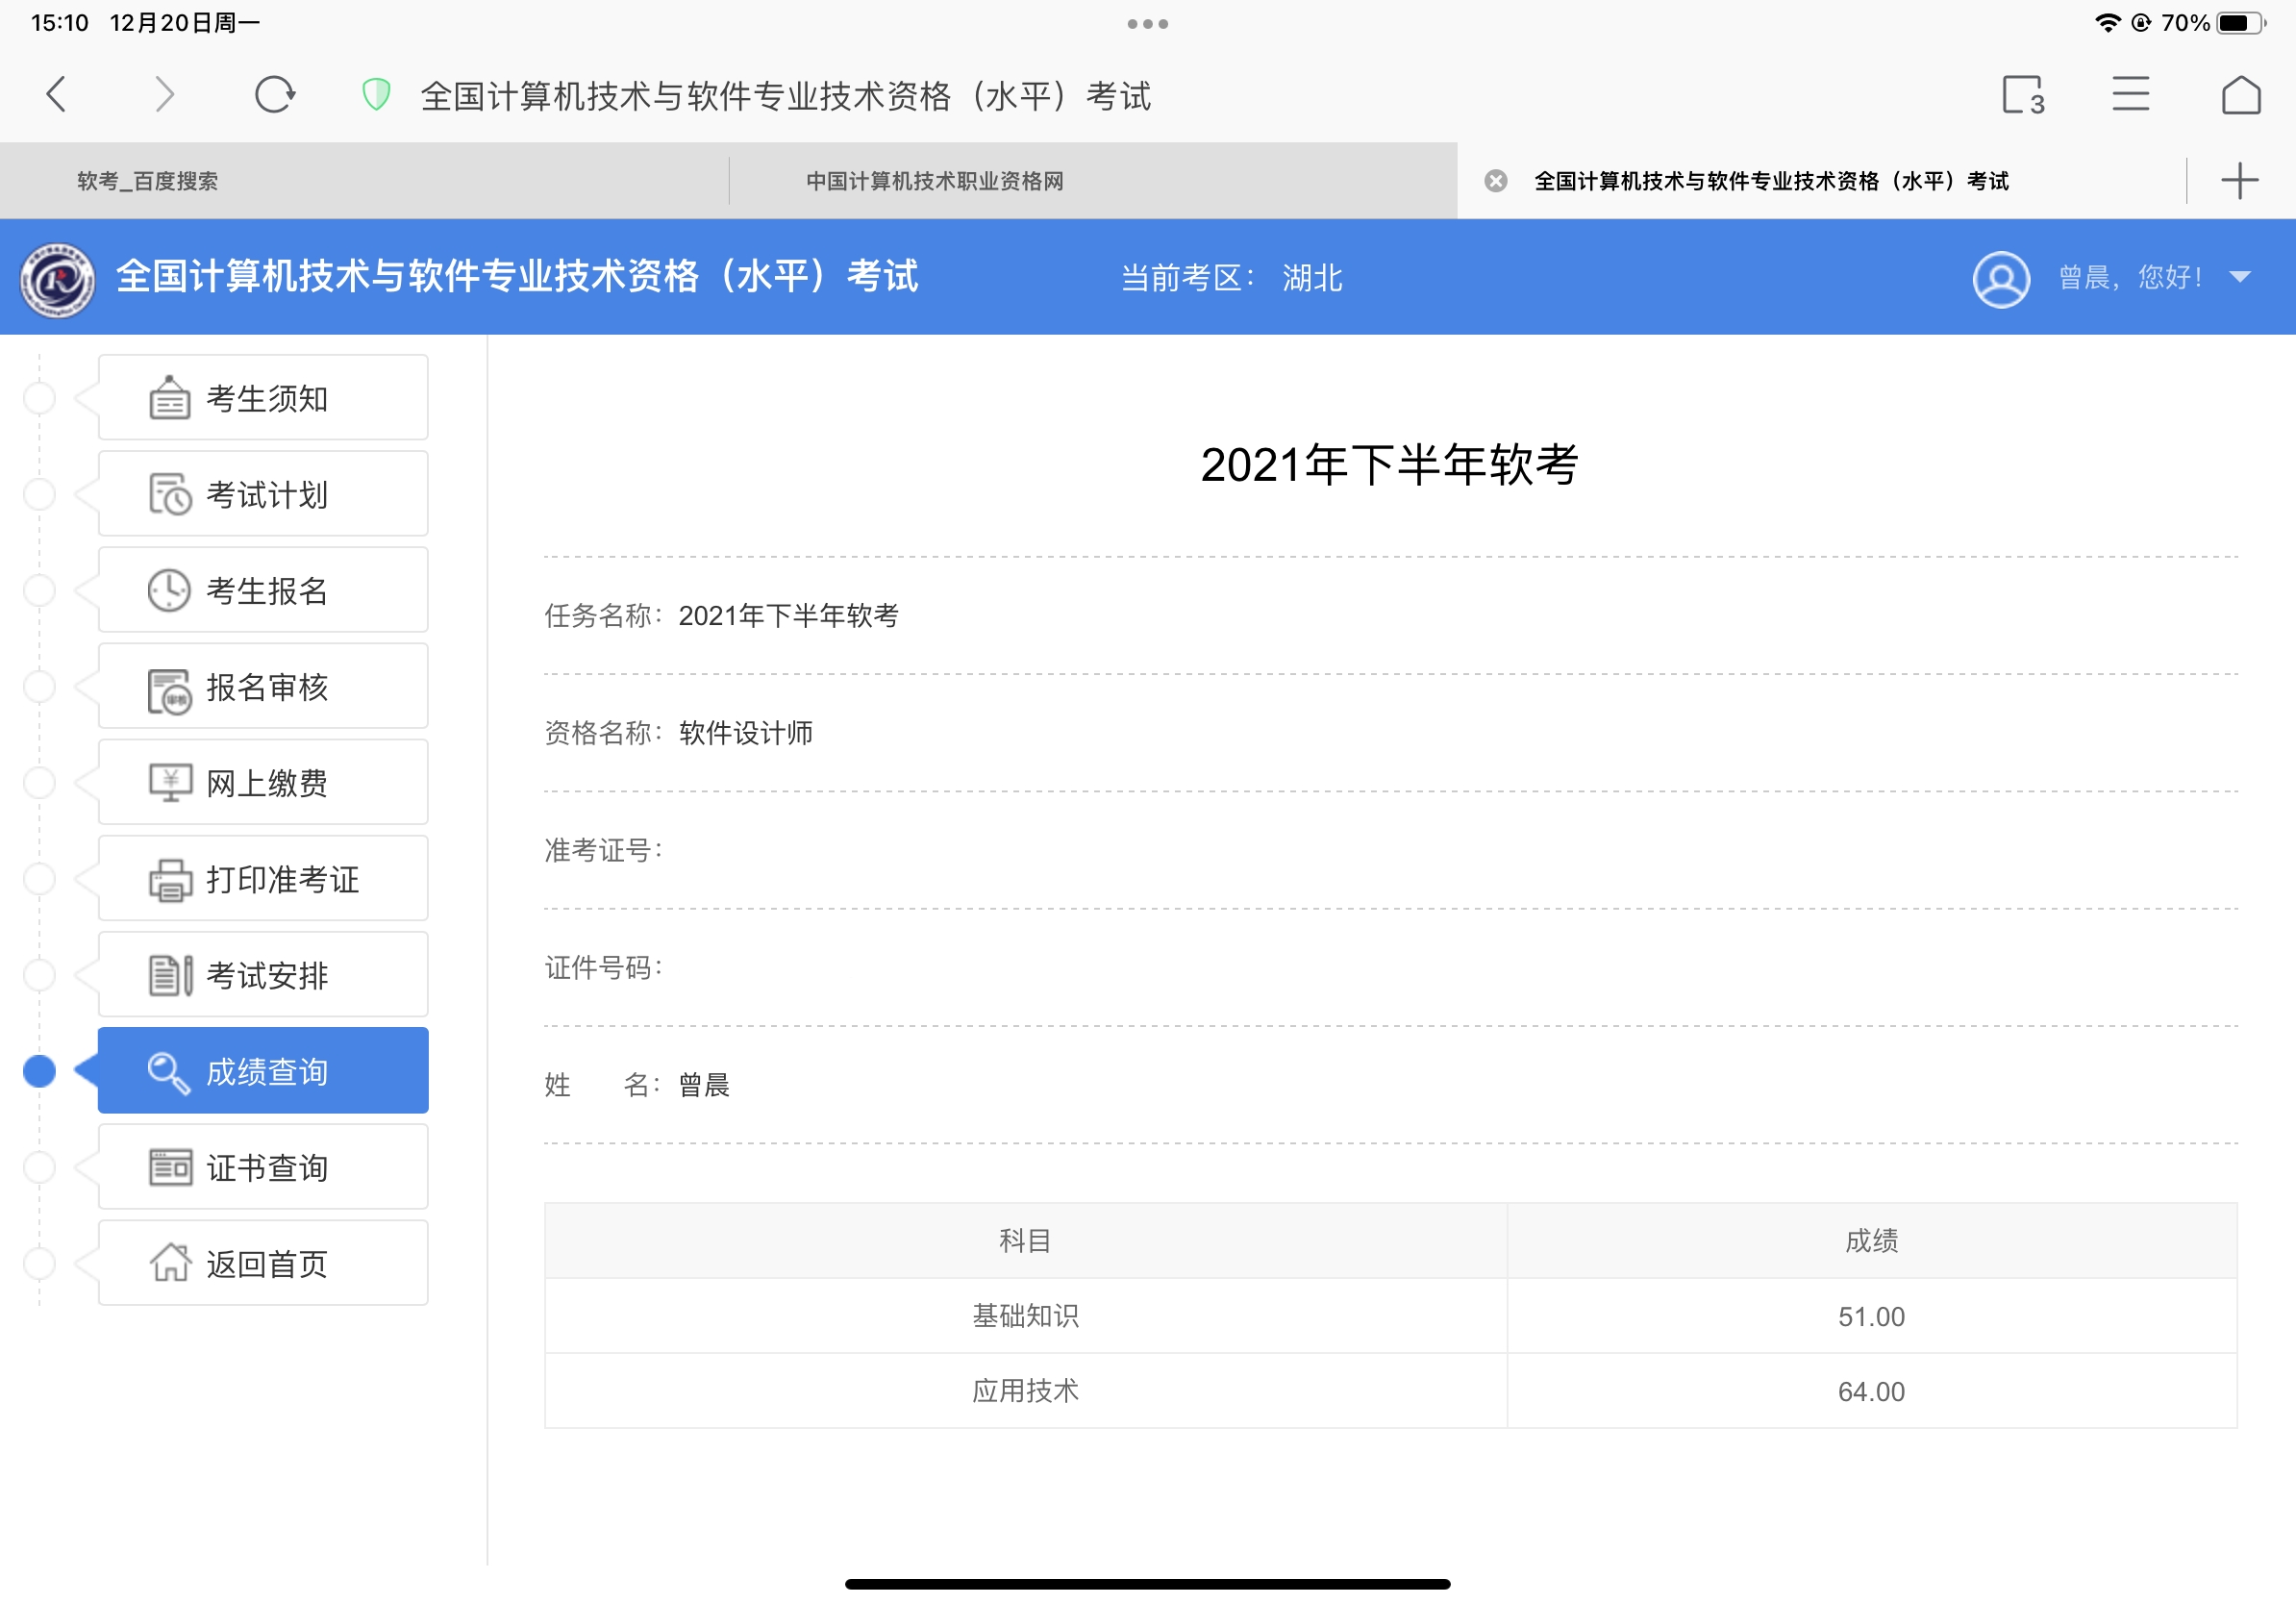 15:10 12月20日周一
70%
全国计算机技术与软件专业技术资格（水平）考试
3
软考_百度搜索
中国计算机技术职业资格网
全国计算机技术与软件专业技术资格（水平）考试
全国计算机技术与软件专业技术资格（水平）考试
当前考区： 湖北
曾晨，您好！
考生须知
考试计划
考生报名
报名审核
网上缴费
打印准考证
考试安排
成绩查询
证书查询
返回首页
2021年下半年软考
任务名称：2021年下半年软考
资格名称：软件设计师
准考证号：
证件号码：
姓 名：曾晨
科目 成绩
基础知识 51.00
应用技术 64.00